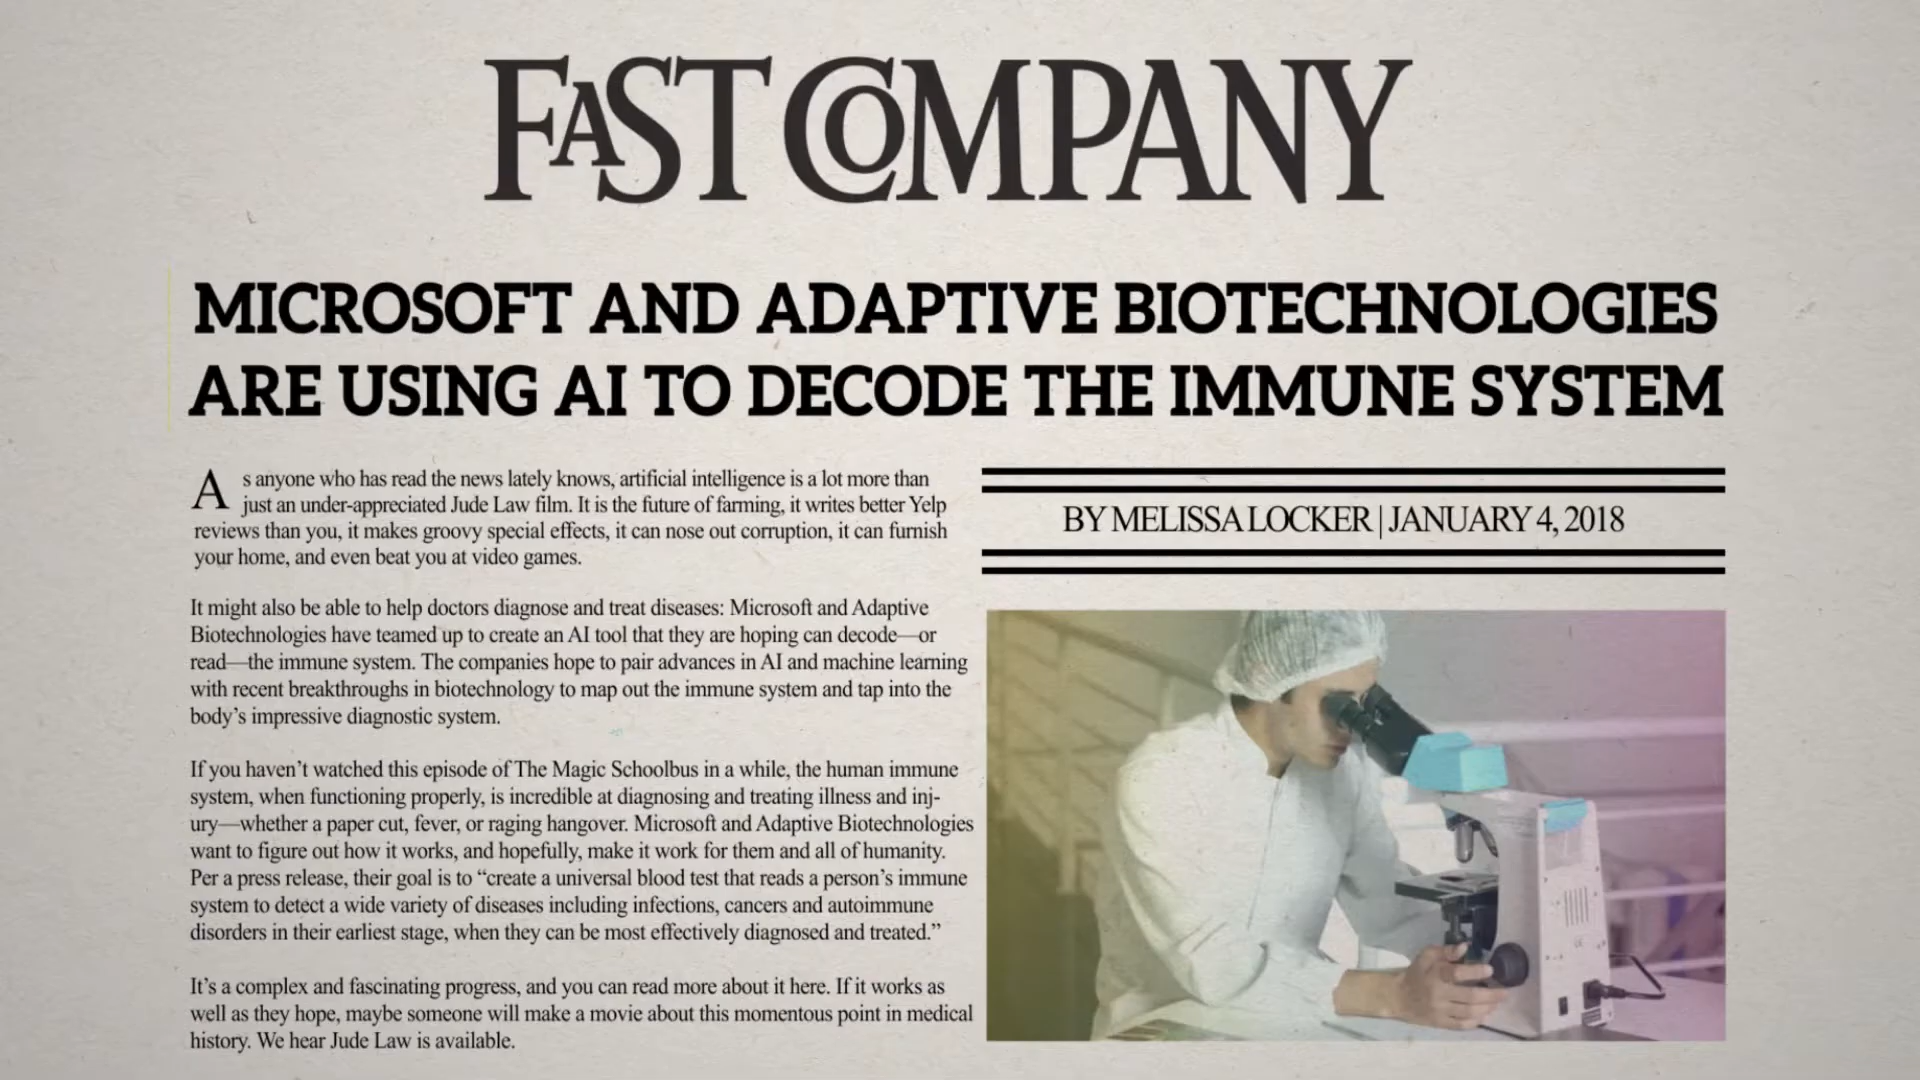 FAST COMPANY
MICROSOFT AND ADAPTIVE BIOTECHNOLOGIES
ARE USING AI TO DECODE THE IMMUNE SYSTEM
As anyone who has read the news lately knows, artificial intelligence is a lot more than
just an under-appreciated Jude Law film. It is the future of farming, it writes better Yelp
reviews than you, it makes groovy special effects, it can nose out corruption, it can furnish
your home, and even beat you at video games.
It might also be able to help doctors diagnose and treat diseases: Microsoft and Adaptive
Biotechnologies have teamed up to create an AI tool that they are hoping can decode—or
read—the immune system. The companies hope to pair advances in AI and machine learning
with recent breakthroughs in biotechnology to map out the immune system and tap into the
body’s impressive diagnostic system.
If you haven’t watched this episode of The Magic Schoolbus in a while, the human immune
system, when functioning properly, is incredible at diagnosing and treating illness and inj-
ury—whether a paper cut, fever, or raging hangover. Microsoft and Adaptive Biotechnologies
want to figure out how it works, and hopefully, make it work for them and all of humanity.
Per a press release, their goal is to “create a universal blood test that reads a person’s immune
system to detect a wide variety of diseases including infections, cancers and autoimmune
disorders in their earliest stage, when they can be most effectively diagnosed and treated.”
It’s a complex and fascinating progress, and you can read more about it here. If it works as
well as they hope, maybe someone will make a movie about this momentous point in medical
history. We hear Jude Law is available.
BY MELISSA LOCKER | JANUARY 4, 2018